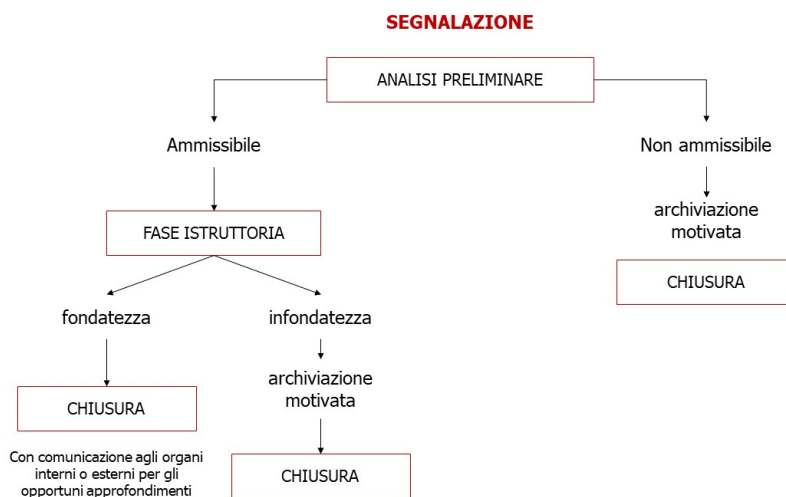 SEGNALAZIONE
ANALISI PRELIMINARE
Ammissibile
Non ammissibile
archiviazione
motivata
FASE ISTRUTTORIA
CHIUSURA
fondatezza
infondatezza
archiviazione
motivata
CHIUSURA
Con comunicazione agli organi
interni o esterni per gli
opportuni approfondimenti
CHIUSURA